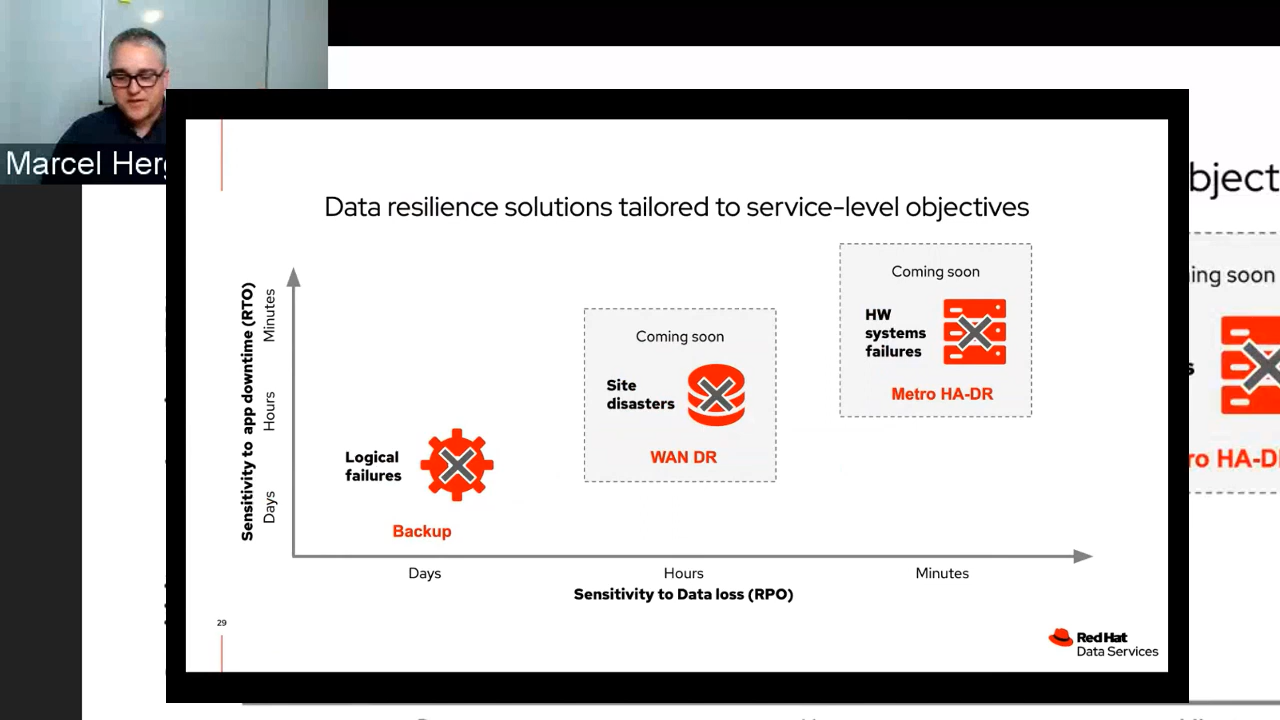 Marcel Her
Data resilience solutions tailored to service-level objectives
Sensitivity to app downtime (RTO)
Minutes
Hours
Days
Coming soon
HW
systems
failures
Metro HA-DR
Coming soon
Site
disasters
WAN DR
Logical
failures
Backup
Days
Hours
Minutes
Sensitivity to Data loss (RPO)
29
Red Hat
Data Services
bject
ing soon
s
ro HA-D